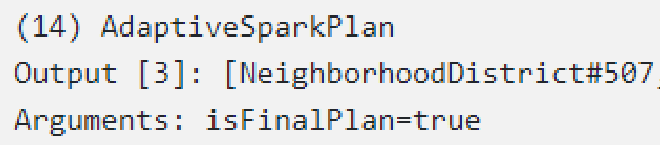 (14) AdaptiveSparkPlan
Output [3]: [NeighborhoodDistrict#507,
Arguments: isFinalPlan=true